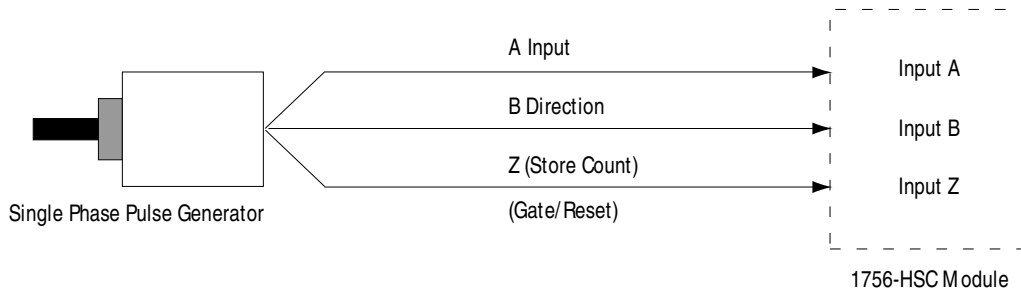 A Input
Input A
B Direction
Input B
Z (Store Count)
Input Z
Single Phase Pulse Generator
(Gate/Reset)
1756-HSC Module